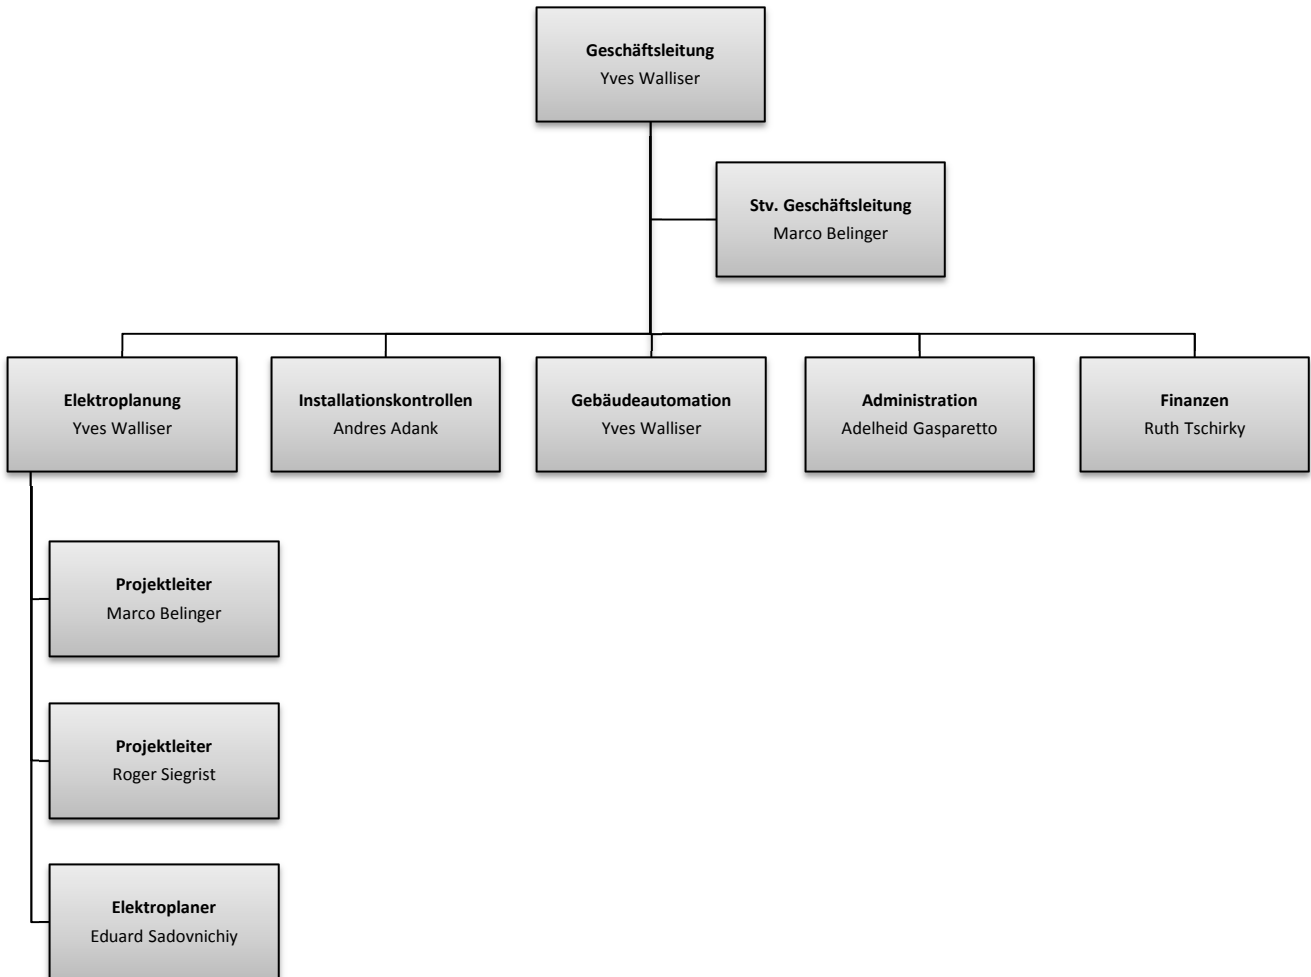 Geschäftsleitung
Yves Walliser
Stv. Geschäftsleitung
Marco Belinger
Elektroplanung
Yves Walliser
Installationskontrollen
Andres Adank
Gebäudeautomation
Yves Walliser
Administration
Adelheid Gasparetto
Finanzen
Ruth Tschirky
Projektleiter
Marco Belinger
Projektleiter
Roger Siegrist
Elektroplaner
Eduard Sadovnichiy